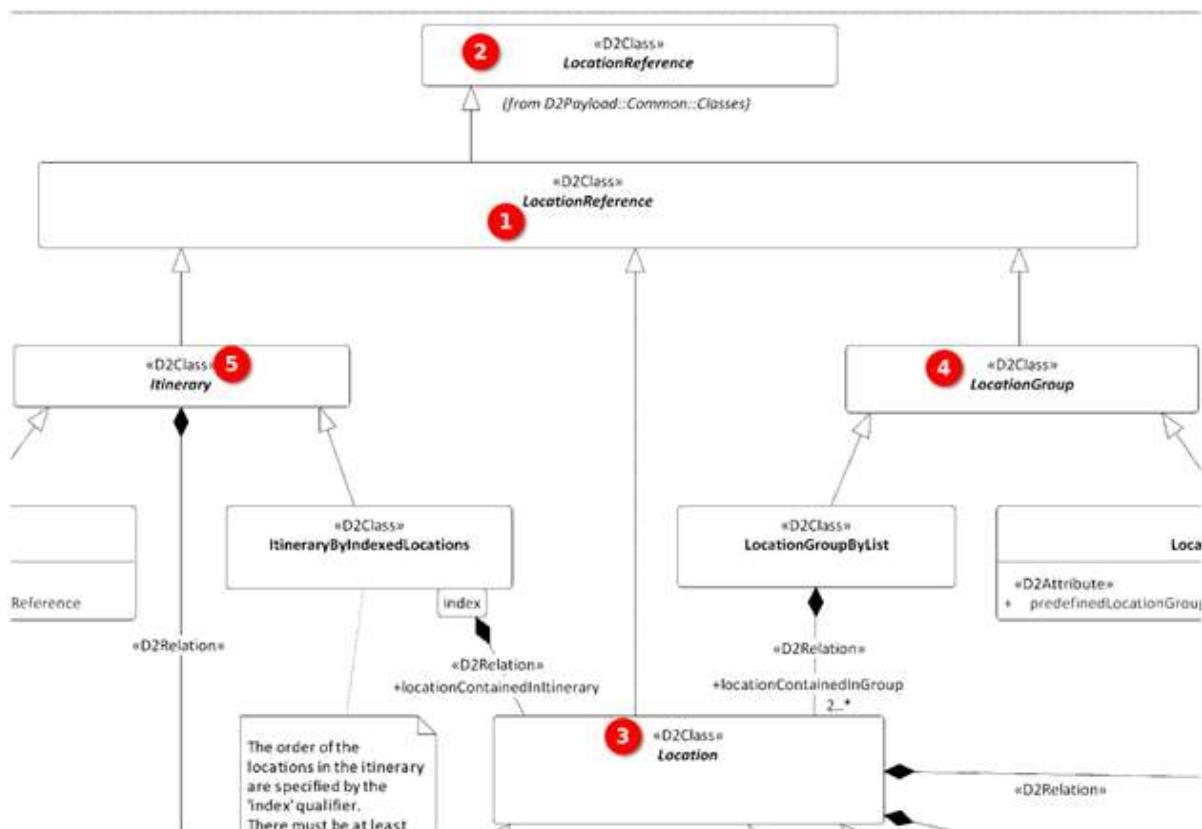 2
«D2Class»
LocationReference
(from D2Payload::Common::Classes)
«D2Class»
LocationReference
1
«D2Class»
5
Itinerary
4
«D2Class»
LocationGroup
«D2Class»
ItineraryByIndexedLocations
index
«D2Class»
LocationGroupByList
Loca
«D2Attribute»
+ predefinedLocationGroup
Reference
«D2Relation»
«D2Relation»
+locationContainedInItinerary
«D2Relation»
+locationContainedInGroup
2..*
3
«D2Class»
Location
«D2Relation»
The order of the
locations in the itinerary
are specified by the
'index' qualifier.
There must be at least